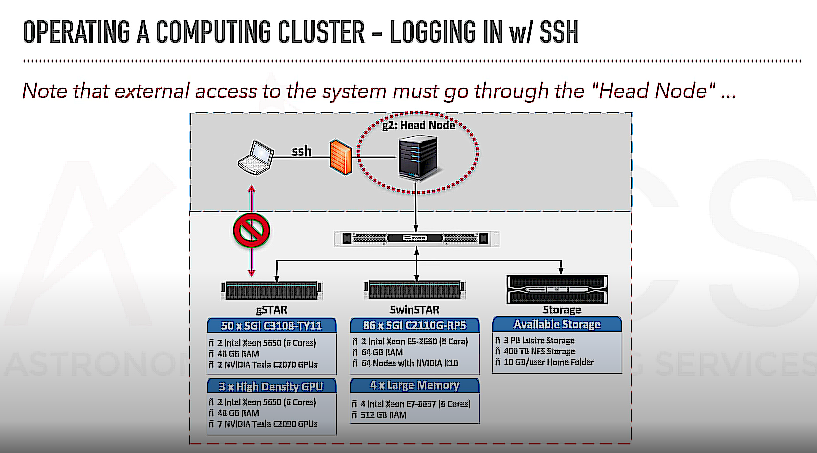 OPERATING A COMPUTING CLUSTER – LOGGING IN w/ SSH
Note that external access to the system must go through the "Head Node" ...
g2: Head Node
ssh
gSTAR
SwinSTAR
Storage
50 x SGI C3108-TY11
2 Intel Xeon 5650 (6 Cores)
48 GB RAM
2 NVIDIA Tesla C2070 GPUs
86 x SGI C2110G-RP5
2 Intel Xeon E5-2660 (8 Core)
64 GB RAM
64 Nodes with NVIDIA K10
Available Storage
3 PB Lustre Storage
400 TB NFS Storage
10 GB/user Home Folder
3 x High Density GPU
2 Intel Xeon 5650 (6 Cores)
48 GB RAM
7 NVIDIA Tesla C2090 GPUs
4 x Large Memory
4 Intel Xeon E7-8837 (8 Cores)
512 GB RAM
SERVICES